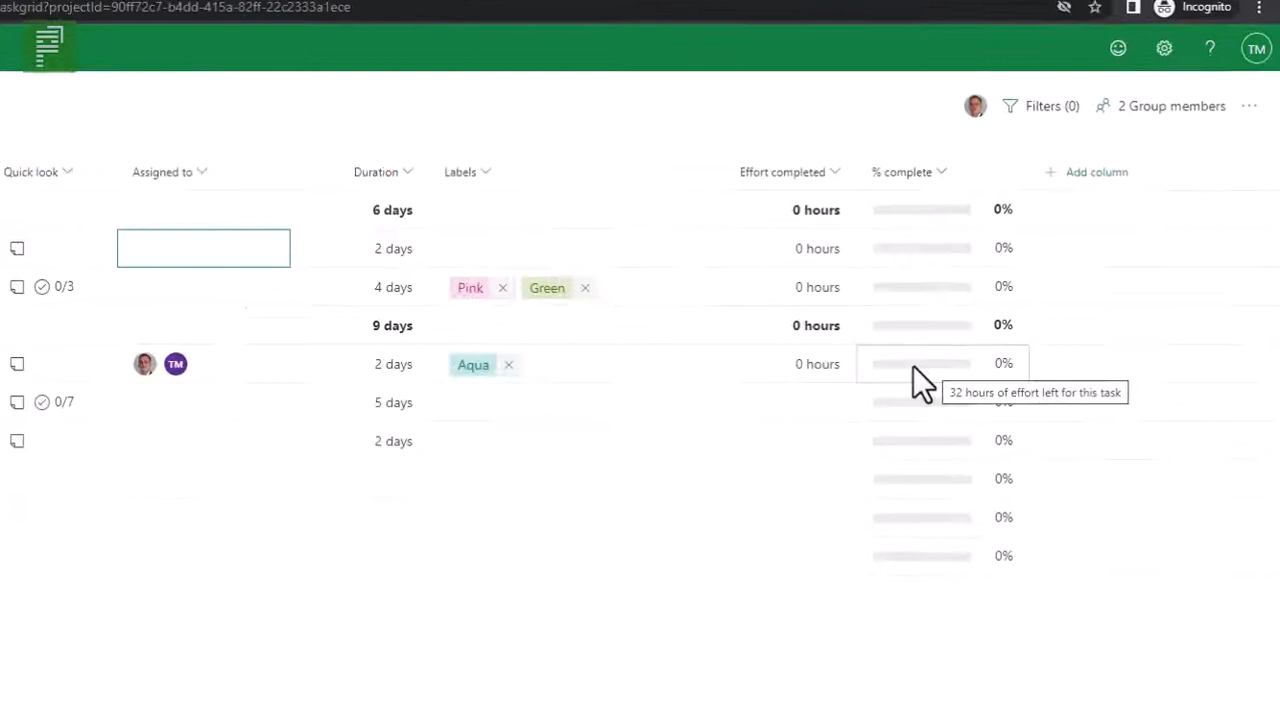 askgrid?projectId=90ff72c7-b4dd-415a-82ff-22c2333a1ece Incognito
? TM
Filters (0) 2 Group members ...
Quick look Assigned to Duration Labels Effort completed % complete + Add column
6 days 0 hours 0%
2 days 0 hours 0%
0/3 4 days Pink × Green × 0 hours 0%
9 days 0 hours 0%
TM 2 days Aqua × 0 hours 0%
32 hours of effort left for this task
0/7 5 days
2 days 0%
0%
0%
0%